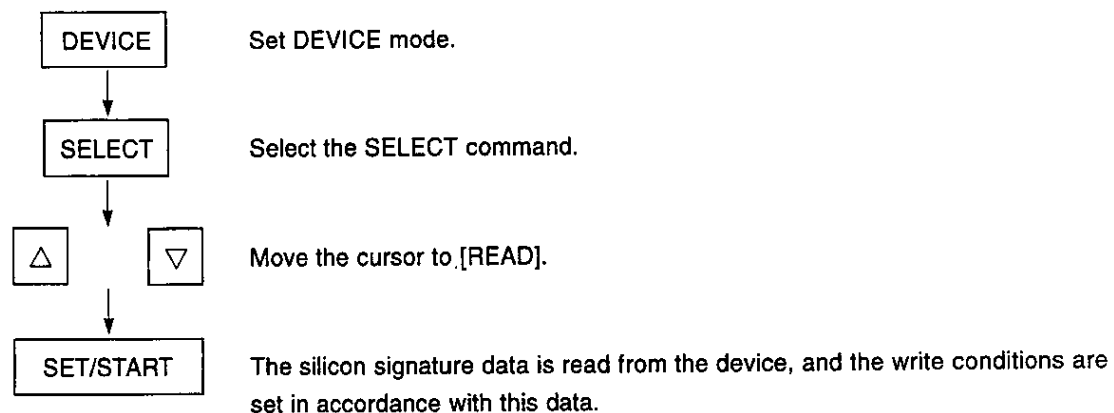 DEVICE Set DEVICE mode.
SELECT Select the SELECT command.
△ ▽ Move the cursor to [READ].
SET/START The silicon signature data is read from the device, and the write conditions are
set in accordance with this data.